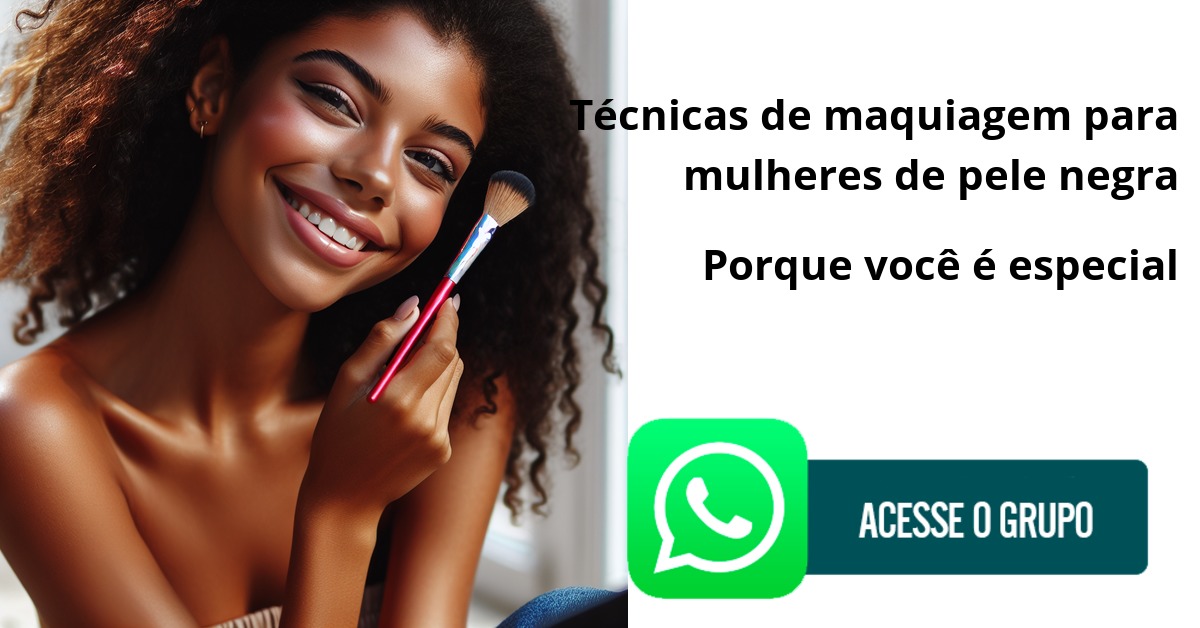 Técnicas de maquiagem para
mulheres de pele negra
Porque você é especial
ACESSE O GRUPO